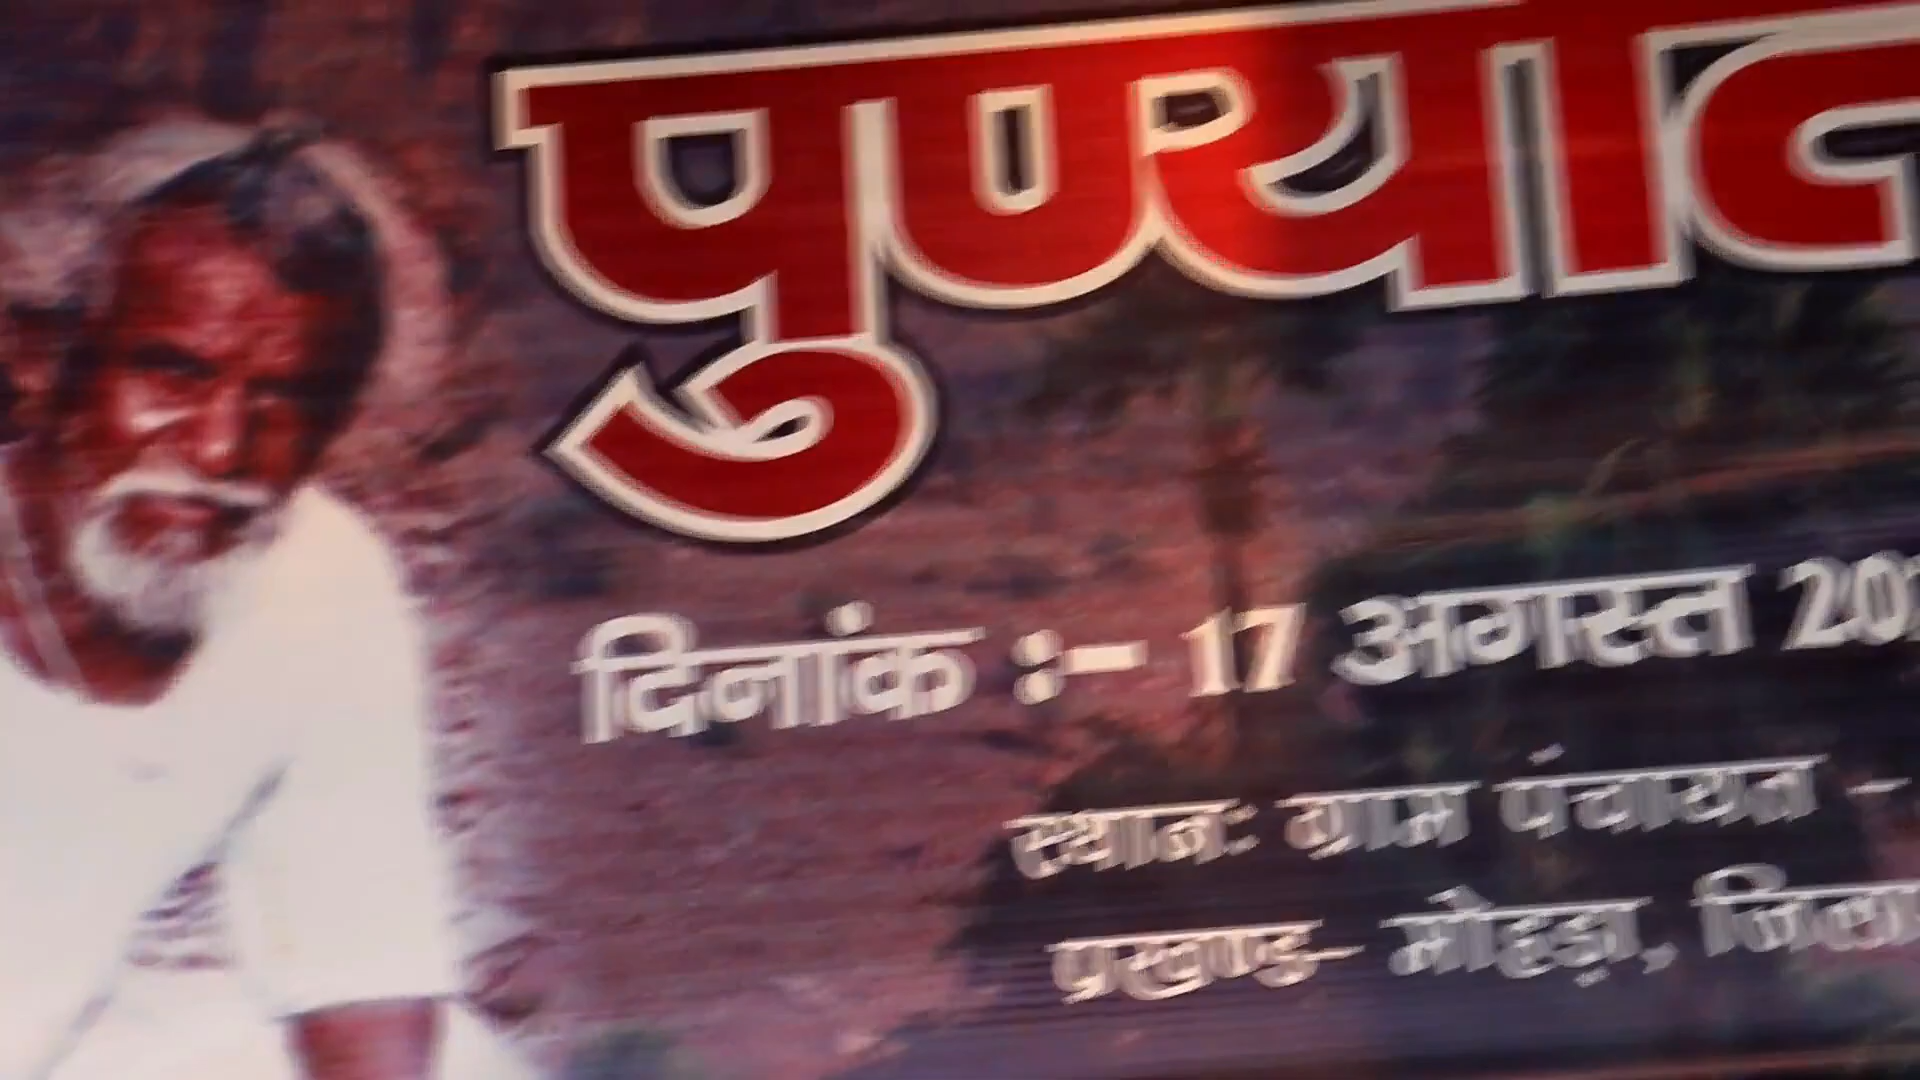 दिनांक :- 17 अगस्त
स्थानः ग्राम पंचायत -
प्रखण्ड- मोहड़ा, जिला